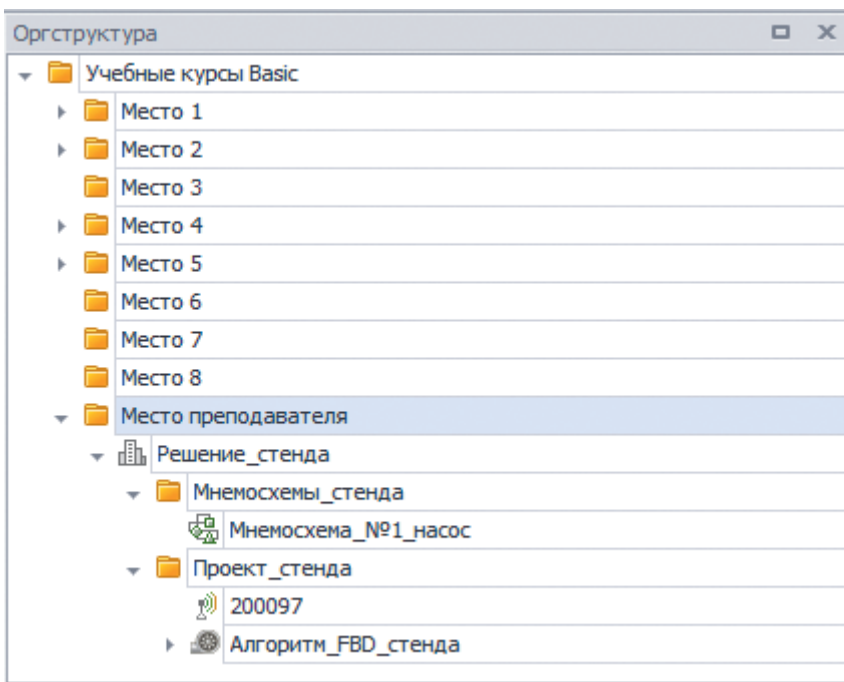 Оргструктура
Учебные курсы Basic
Место 1
Место 2
Место 3
Место 4
Место 5
Место 6
Место 7
Место 8
Место преподавателя
Решение_стенда
Мнемосхемы_стенда
Мнемосхема_№1_насос
Проект_стенда
200097
Алгоритм_FBD_стенда